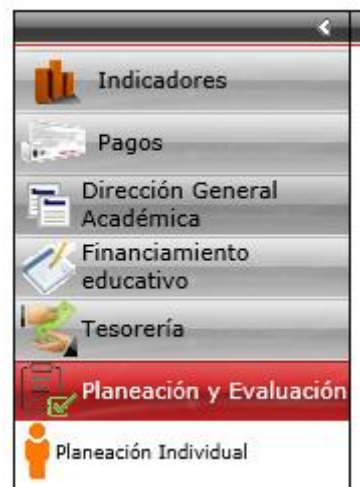 Indicadores
Pagos
Dirección General
Académica
Financiamiento
educativo
Tesorería
Planeación y Evaluación
Planeación Individual